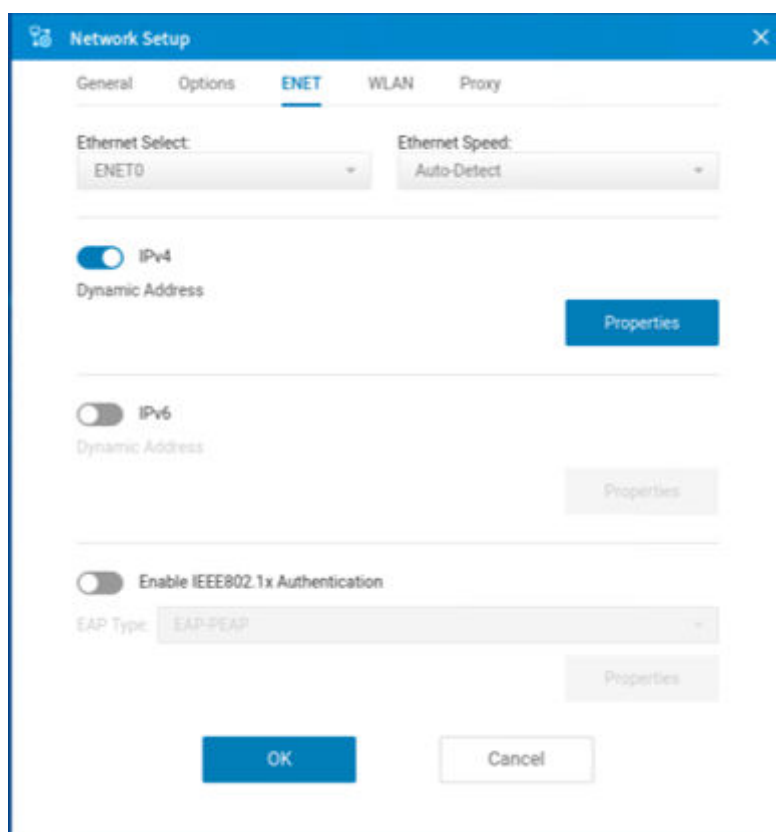 Network Setup
General Options ENET WLAN Proxy
Ethernet Select: Ethernet Speed:
ENET0 Auto-Detect
IPv4
Dynamic Address
Properties
IPv6
Dynamic Address
Properties
Enable IEEE802.1x Authentication
EAP Type: EAP-PEAP
Properties
OK Cancel